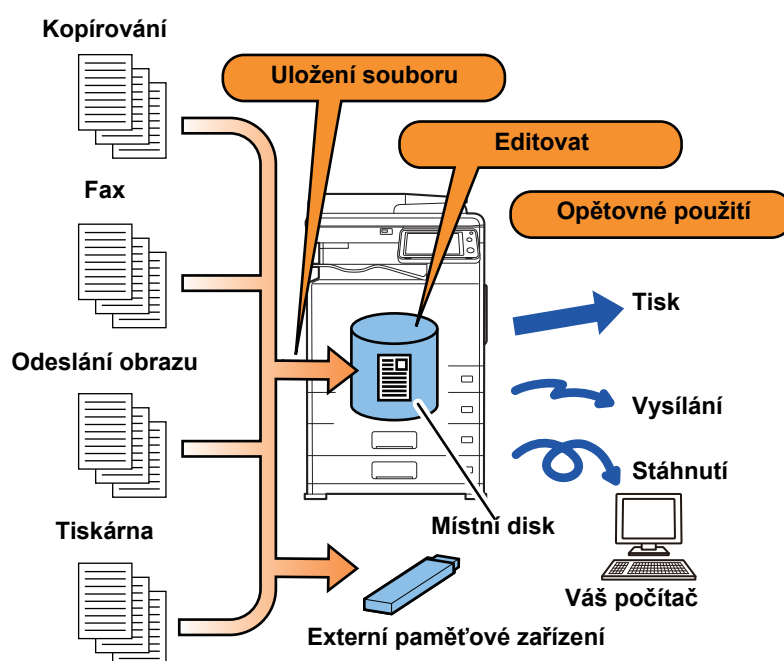 Kopírování
Uložení souboru
Editovat
Fax
Opětovné použití
Tisk
Odeslání obrazu
Vysílání
Stáhnutí
Místní disk
Tiskárna
Váš počítač
Externí paměťové zařízení